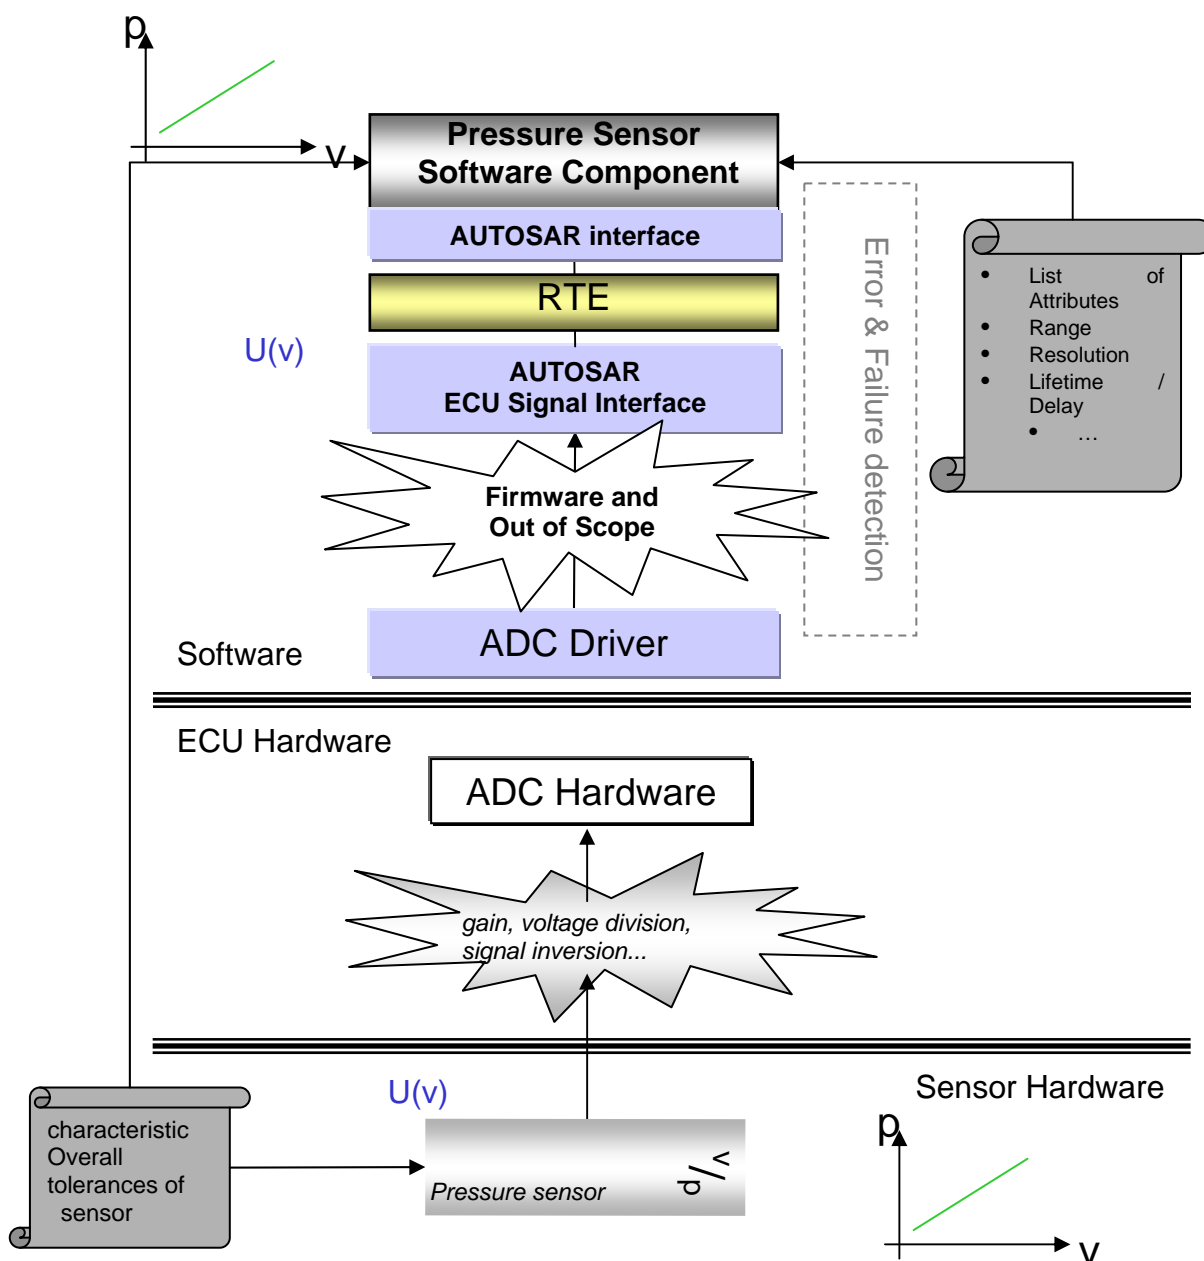 p
v
Pressure Sensor
Software Component
AUTOSAR interface
RTE
U(v)
AUTOSAR
ECU Signal Interface
Firmware and
Out of Scope
ADC Driver
Error & Failure detection
• List of
Attributes
• Range
• Resolution
• Lifetime /
Delay
• ...
Software
ECU Hardware
ADC Hardware
gain, voltage division,
signal inversion...
U(v)
Sensor Hardware
characteristic
Overall
tolerances of
sensor
Pressure sensor
v/p
p
v